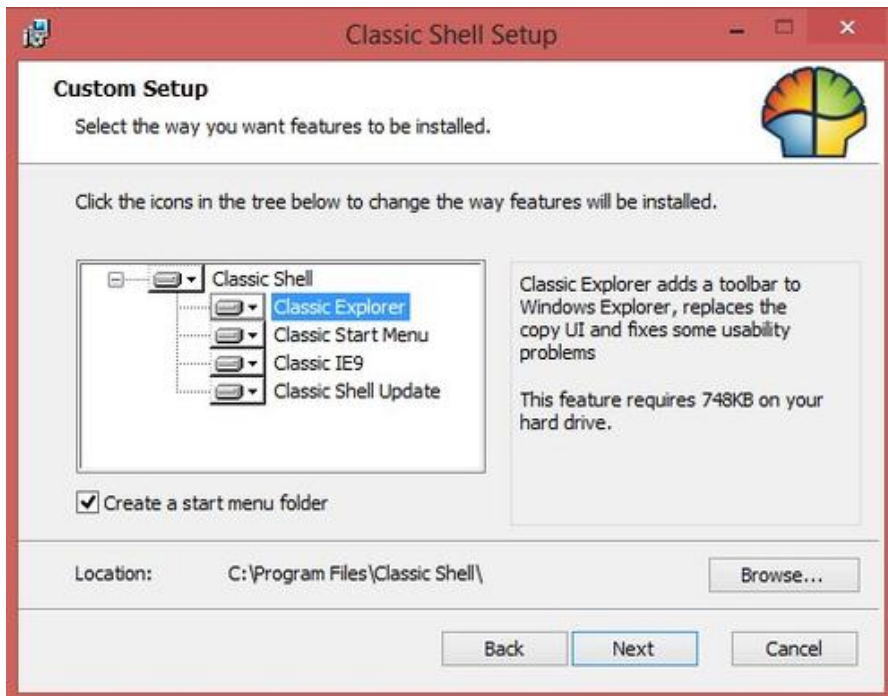 Classic Shell Setup
Custom Setup
Select the way you want features to be installed.
Click the icons in the tree below to change the way features will be installed.
Classic Shell
Classic Explorer
Classic Start Menu
Classic IE9
Classic Shell Update
Classic Explorer adds a toolbar to
Windows Explorer, replaces the
copy UI and fixes some usability
problems
This feature requires 748KB on your
hard drive.
Create a start menu folder
Location: C:\Program Files\Classic Shell\
Browse...
Back Next Cancel